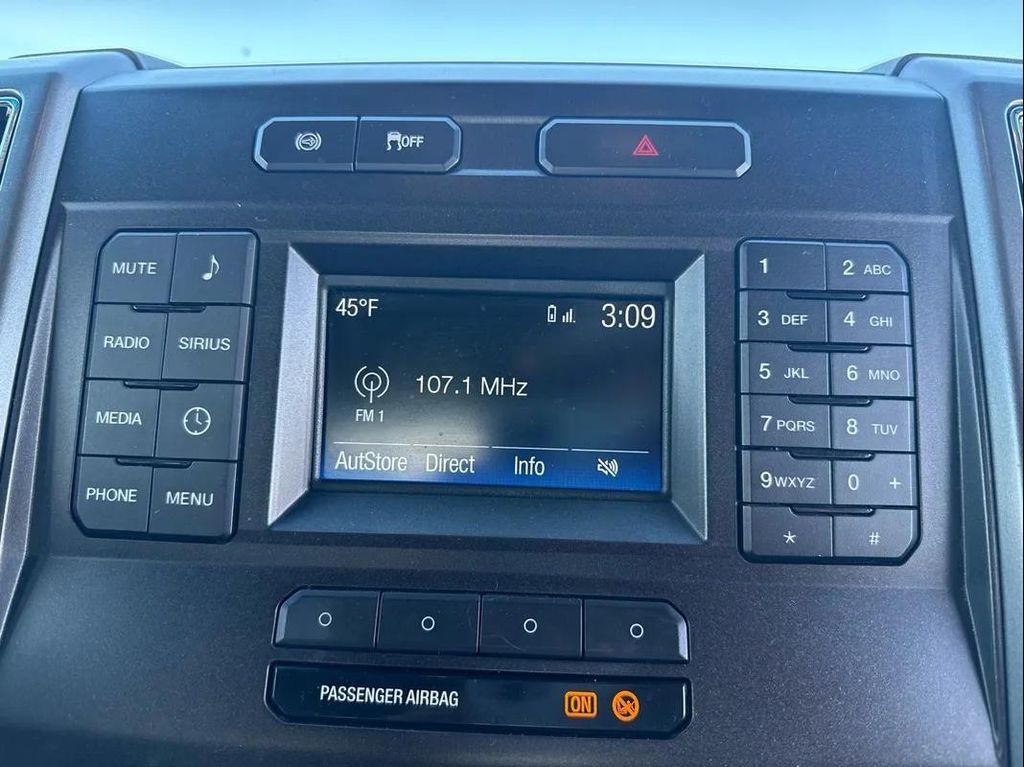 OFF
MUTE
RADIO SIRIUS
MEDIA
PHONE MENU
45°F 3:09
107.1 MHz
FM 1
AutStore Direct Info
1 2 ABC
3 DEF 4 GHI
5 JKL 6 MNO
7 PQRS 8 TUV
9 WXYZ 0 +
* #
PASSENGER AIRBAG ON